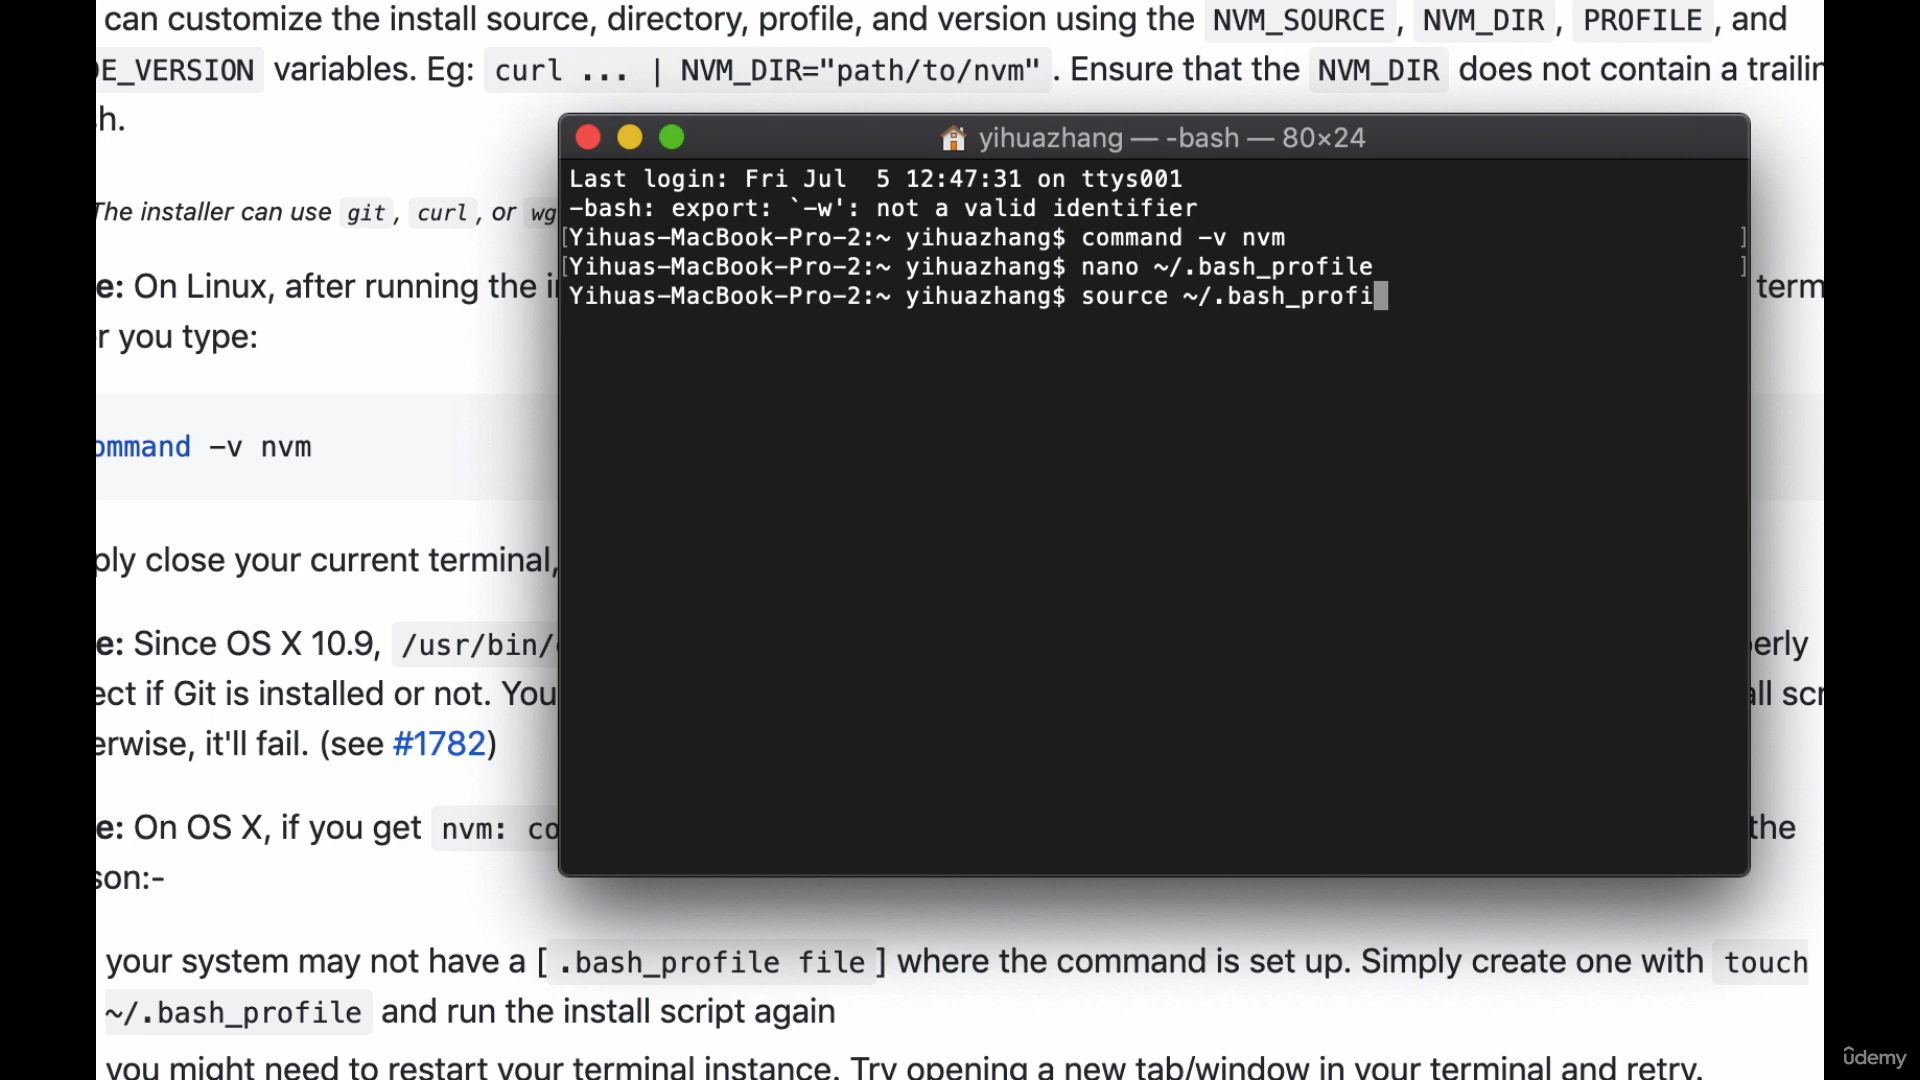 can customize the install source, directory, profile, and version using the NVM_SOURCE , NVM_DIR , PROFILE , and
DE_VERSION variables. Eg: curl ... | NVM_DIR="path/to/nvm" . Ensure that the NVM_DIR does not contain a trailin
h.
yihuazhang — -bash — 80×24
Last login: Fri Jul  5 12:47:31 on ttys001
-bash: export: `-w': not a valid identifier
[Yihuas-MacBook-Pro-2:~ yihuazhang$ command -v nvm ]
[Yihuas-MacBook-Pro-2:~ yihuazhang$ nano ~/.bash_profile ]
Yihuas-MacBook-Pro-2:~ yihuazhang$ source ~/.bash_profi
The installer can use git , curl , or wg
e: On Linux, after running the in term
r you type:
ommand -v nvm
ply close your current terminal,
e: Since OS X 10.9, /usr/bin/ erly
ect if Git is installed or not. You all scr
erwise, it'll fail. (see #1782)
e: On OS X, if you get nvm: co the
son:-
your system may not have a [ .bash_profile file ] where the command is set up. Simply create one with touch
~/.bash_profile and run the install script again
you might need to restart your terminal instance. Try opening a new tab/window in your terminal and retry.
ûdemy